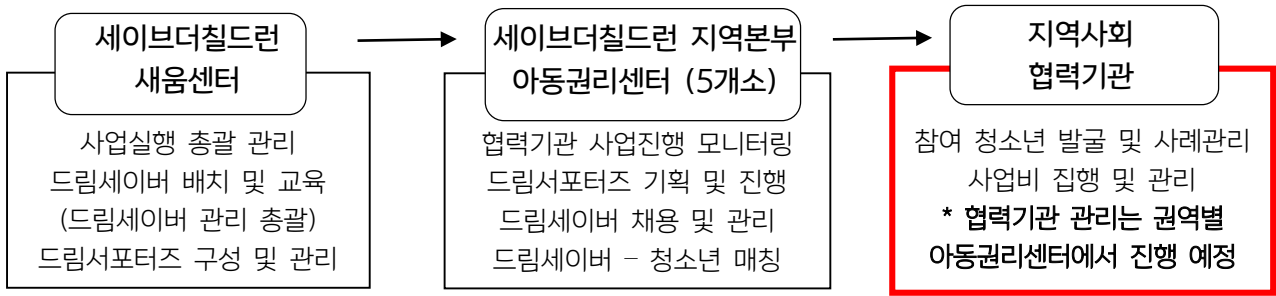 세이브더칠드런
새움센터
사업실행 총괄 관리
드림세이버 배치 및 교육
(드림세이버 관리 총괄)
드림서포터즈 구성 및 관리
세이브더칠드런 지역본부
아동권리센터 (5개소)
협력기관 사업진행 모니터링
드림서포터즈 기획 및 진행
드림세이버 채용 및 관리
드림세이버 – 청소년 매칭
지역사회
협력기관
참여 청소년 발굴 및 사례관리
사업비 집행 및 관리
* 협력기관 관리는 권역별
아동권리센터에서 진행 예정